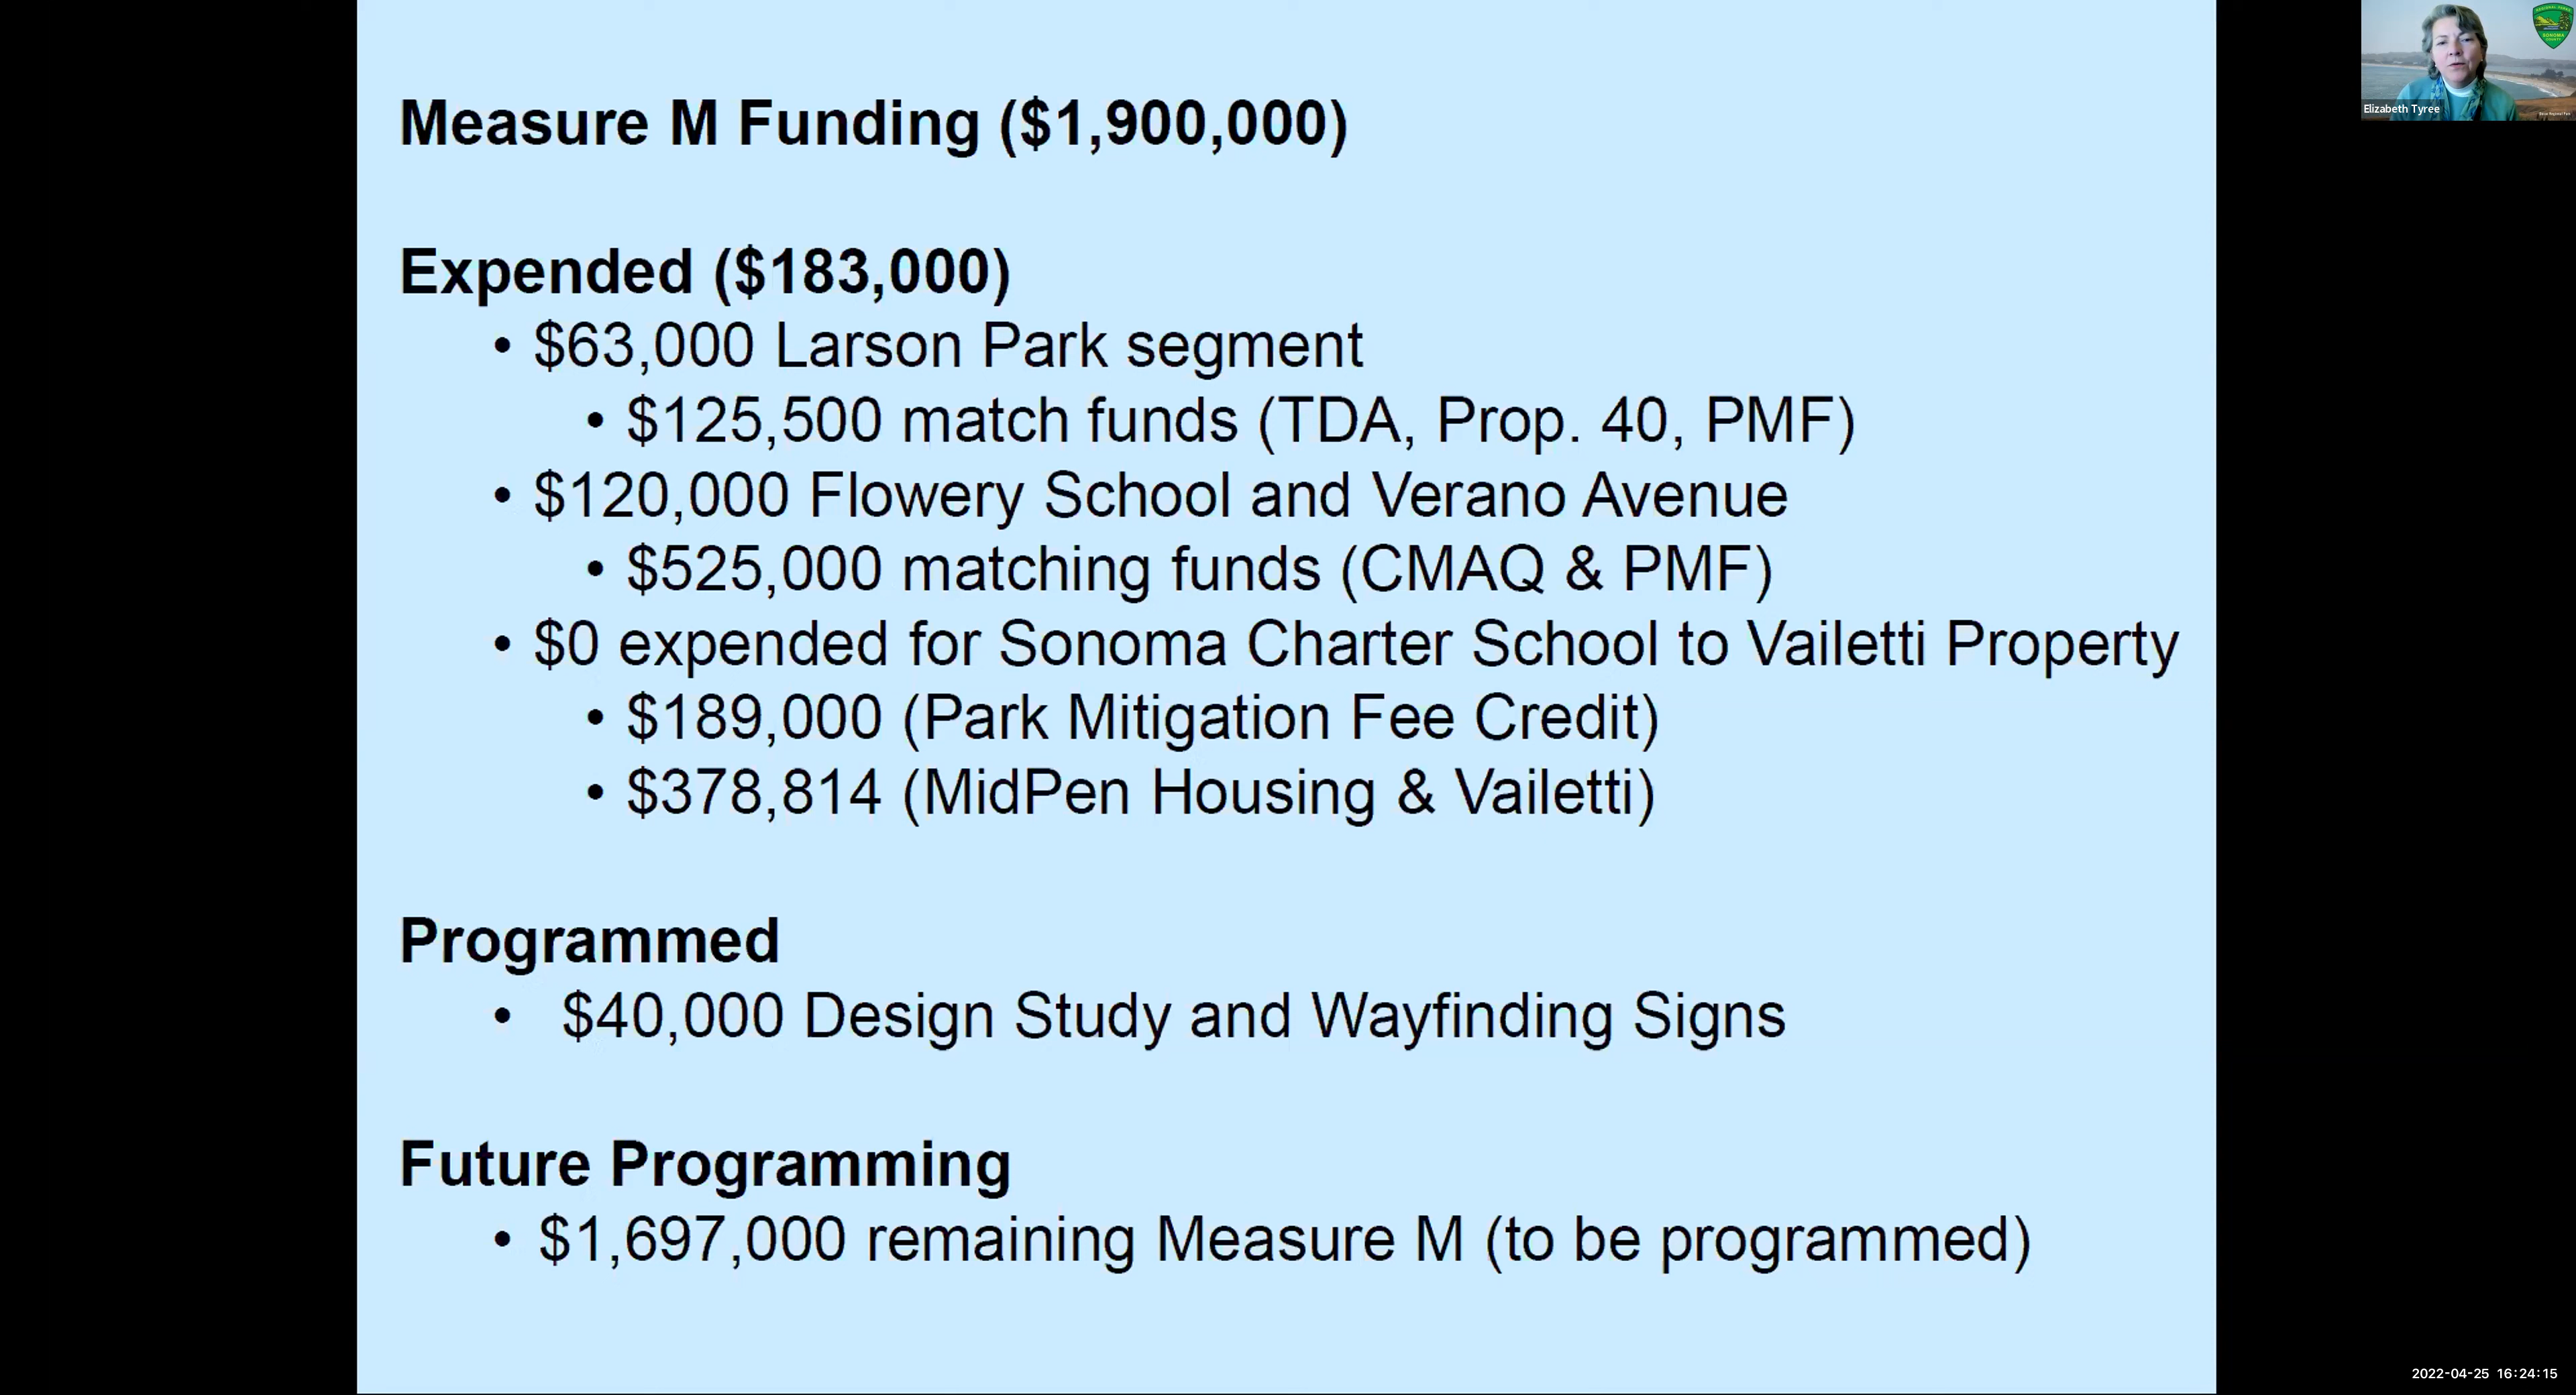 Measure M Funding ($1,900,000)
Expended ($183,000)
• $63,000 Larson Park segment
• $125,500 match funds (TDA, Prop. 40, PMF)
• $120,000 Flowery School and Verano Avenue
• $525,000 matching funds (CMAQ & PMF)
• $0 expended for Sonoma Charter School to Vailetti Property
• $189,000 (Park Mitigation Fee Credit)
• $378,814 (MidPen Housing & Vailetti)
Programmed
• $40,000 Design Study and Wayfinding Signs
Future Programming
• $1,697,000 remaining Measure M (to be programmed)
REGIONAL PARKS
SONOMA
COUNTY
Elizabeth Tyree
2022-04-25 16:24:15